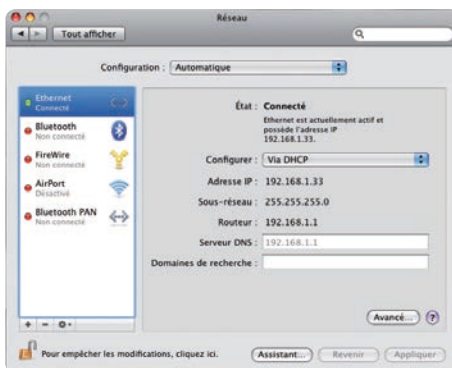 Réseau
Tout afficher
Configuration : Automatique
Ethernet
Connecté
Bluetooth
Non connecté
FireWire
Non connecté
AirPort
Désactivé
Bluetooth PAN
Non connecté
État : Connecté
Ethernet est actuellement actif et
possède l'adresse IP
192.168.1.33.
Configurer : Via DHCP
Adresse IP : 192.168.1.33
Sous-réseau : 255.255.255.0
Routeur : 192.168.1.1
Serveur DNS : 192.168.1.1
Domaines de recherche :
Avancé... ?
Pour empêcher les modifications, cliquez ici.
Assistant... Revenir Appliquer